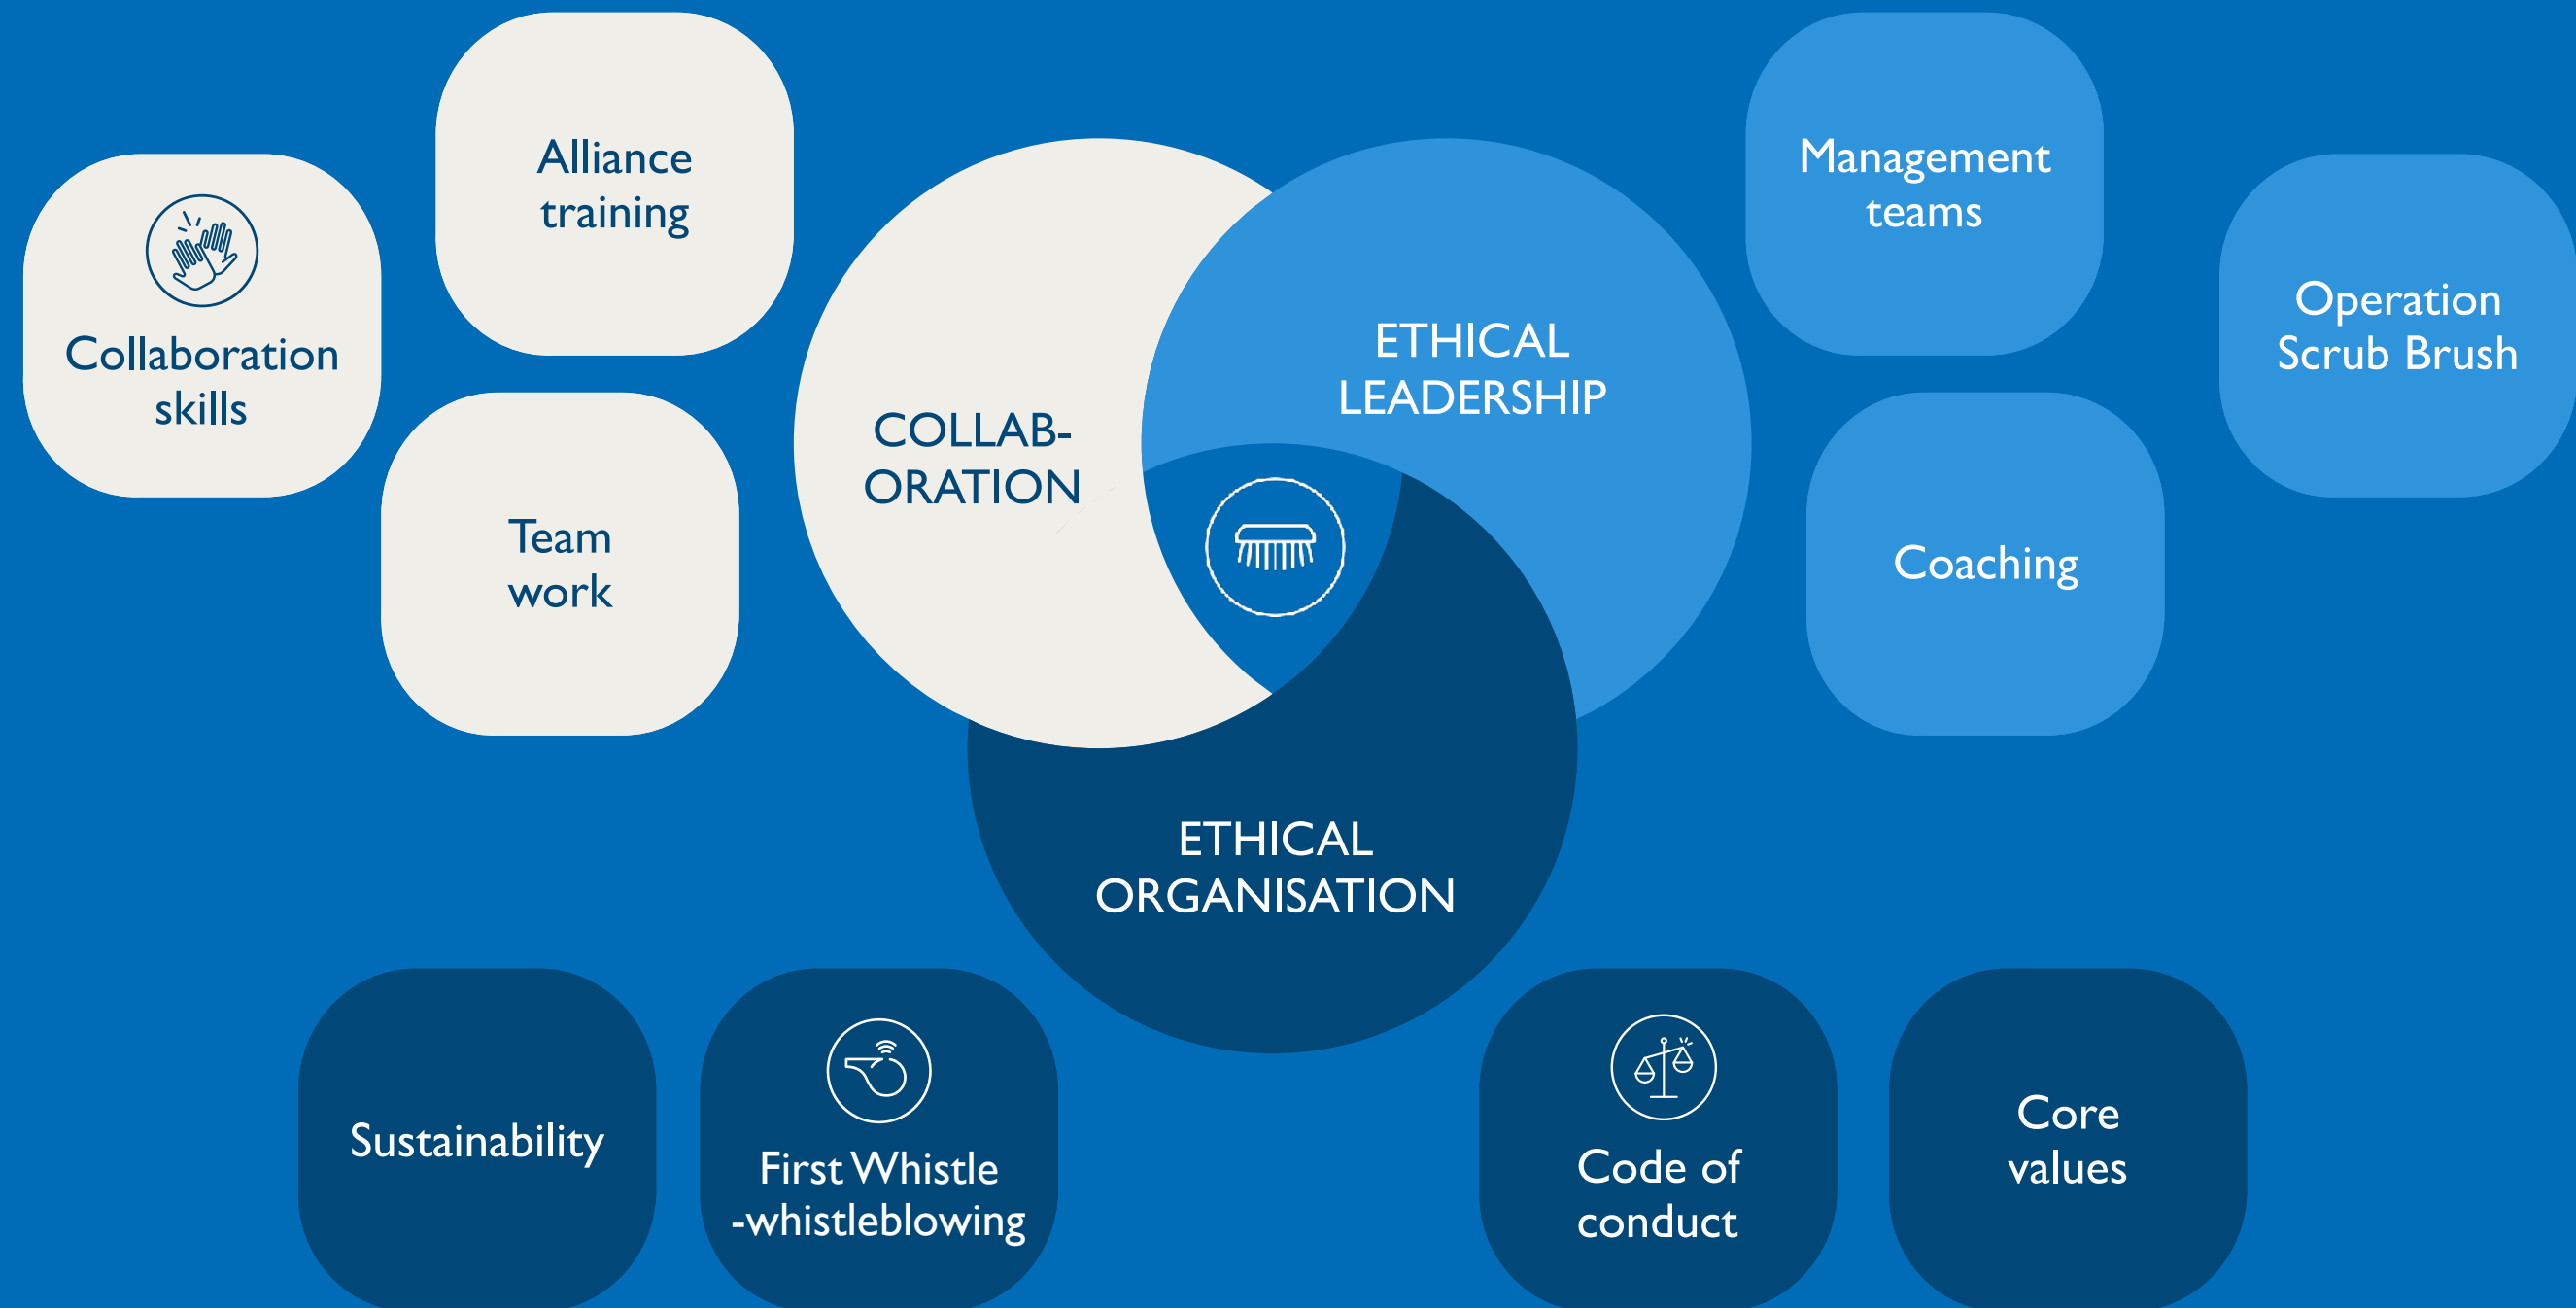 Alliance
training
Collaboration
skills
Team
work
COLLAB-
ORATION
ETHICAL
LEADERSHIP
Management
teams
Operation
Scrub Brush
Coaching
ETHICAL
ORGANISATION
Sustainability
First Whistle
-whistleblowing
Code of
conduct
Core
values